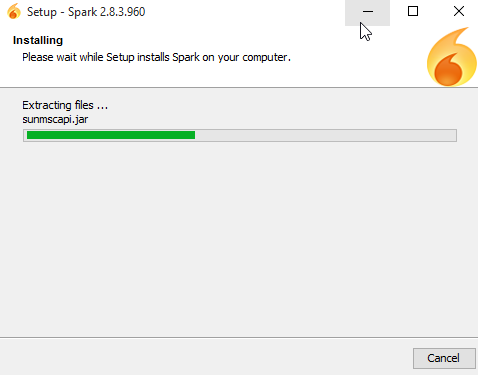 Setup - Spark 2.8.3.960
Installing
Please wait while Setup installs Spark on your computer.
Extracting files ...
sunmscapi.jar
Cancel